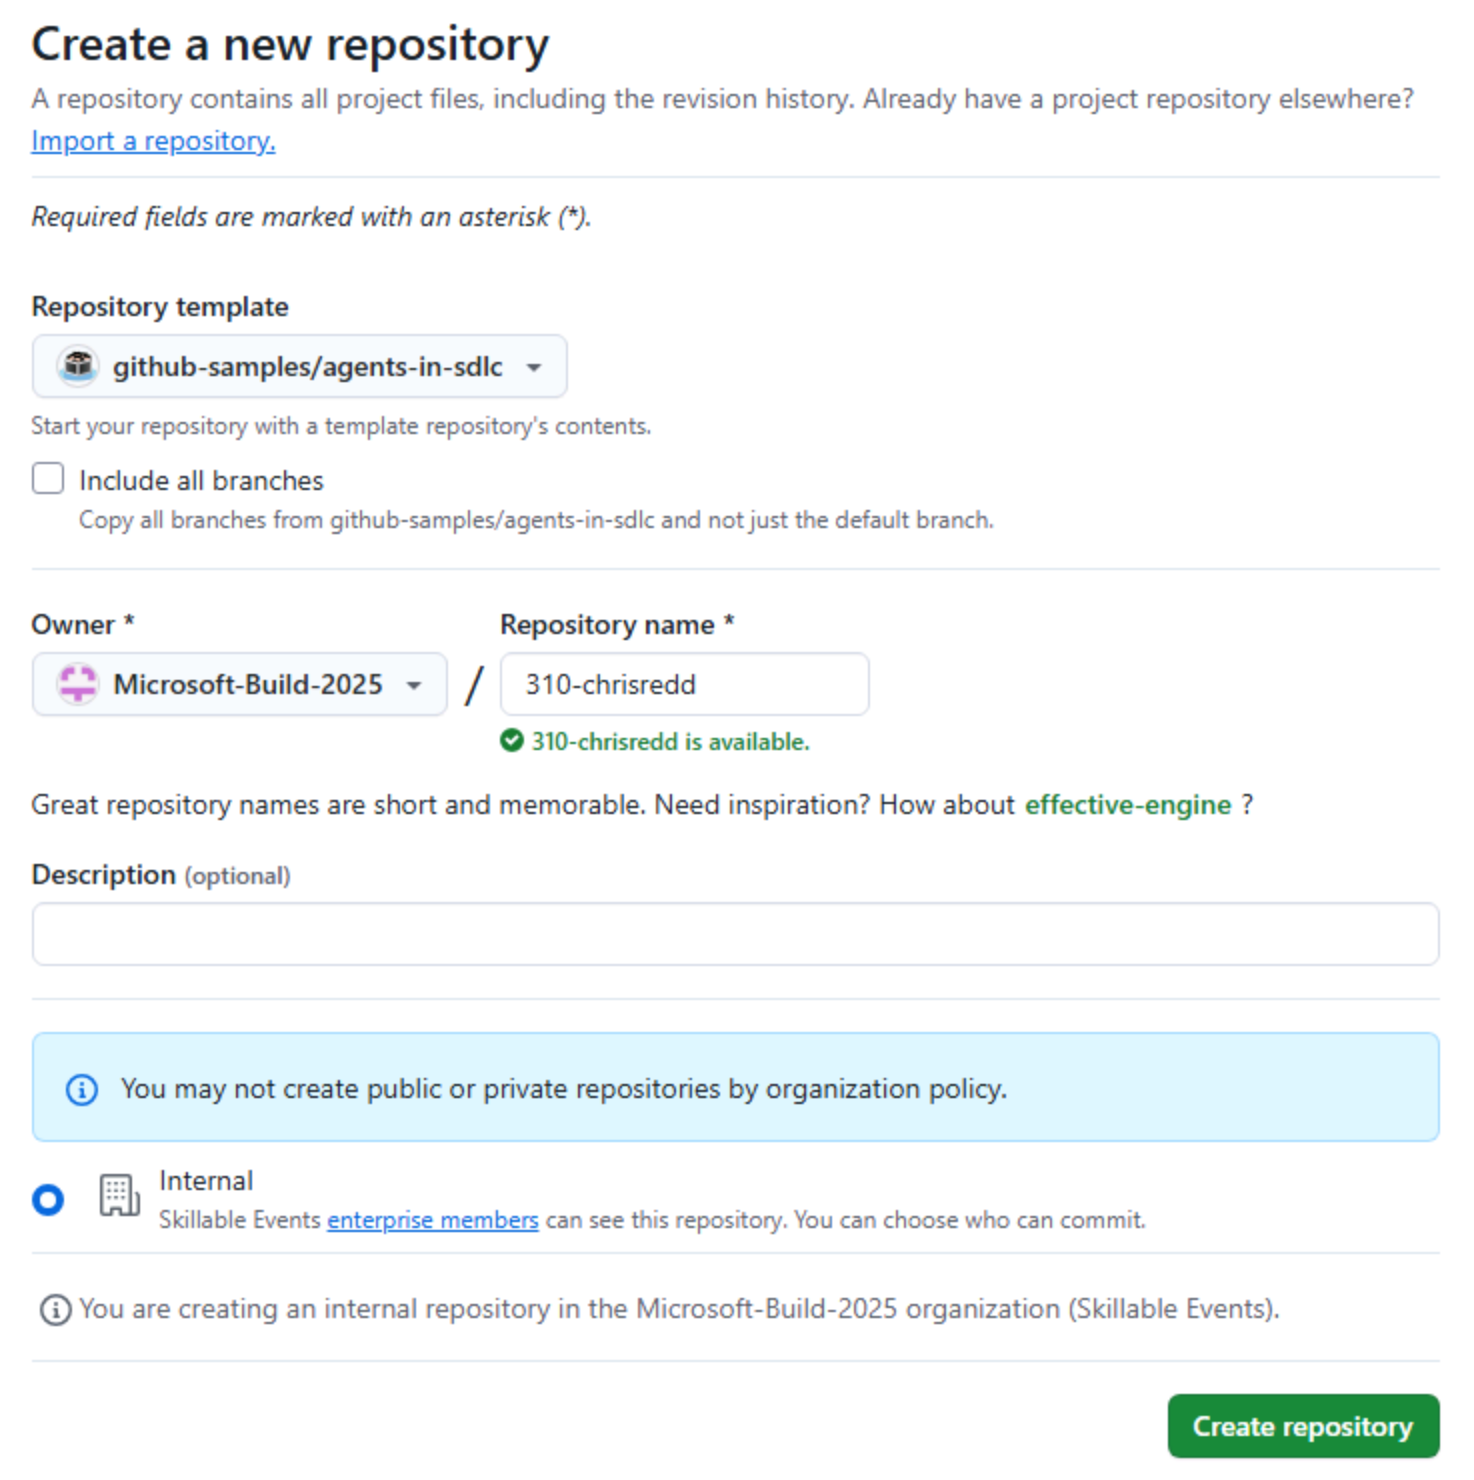 Create a new repository
A repository contains all project files, including the revision history. Already have a project repository elsewhere?
Import a repository.
Required fields are marked with an asterisk (*).
Repository template
github-samples/agents-in-sdlc
Start your repository with a template repository's contents.
Include all branches
Copy all branches from github-samples/agents-in-sdlc and not just the default branch.
Owner * Repository name *
Microsoft-Build-2025 / 310-chrisredd
310-chrisredd is available.
Great repository names are short and memorable. Need inspiration? How about effective-engine ?
Description (optional)
You may not create public or private repositories by organization policy.
Internal
Skillable Events enterprise members can see this repository. You can choose who can commit.
You are creating an internal repository in the Microsoft-Build-2025 organization (Skillable Events).
Create repository